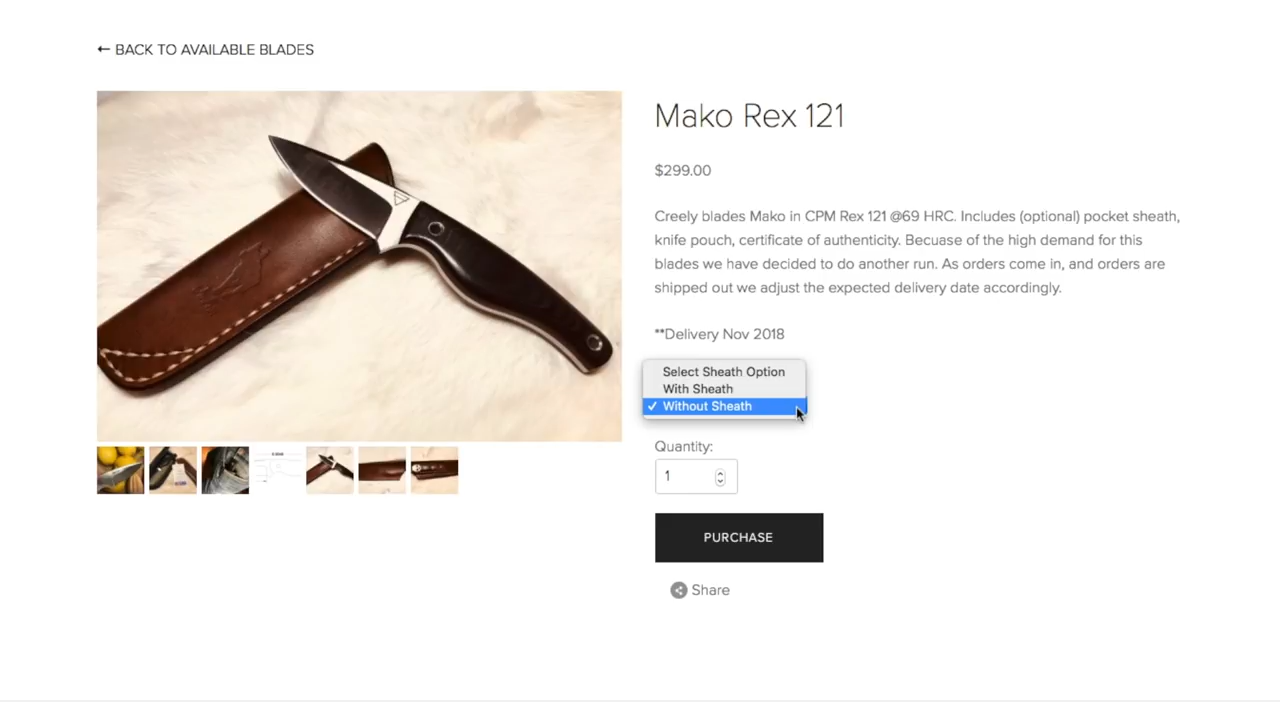 ← BACK TO AVAILABLE BLADES
Mako Rex 121
$299.00
Creely blades Mako in CPM Rex 121 @69 HRC. Includes (optional) pocket sheath,
knife pouch, certificate of authenticity. Becuase of the high demand for this
blades we have decided to do another run. As orders come in, and orders are
shipped out we adjust the expected delivery date accordingly.
**Delivery Nov 2018
Select Sheath Option
With Sheath
✓ Without Sheath
Quantity:
1
PURCHASE
Share